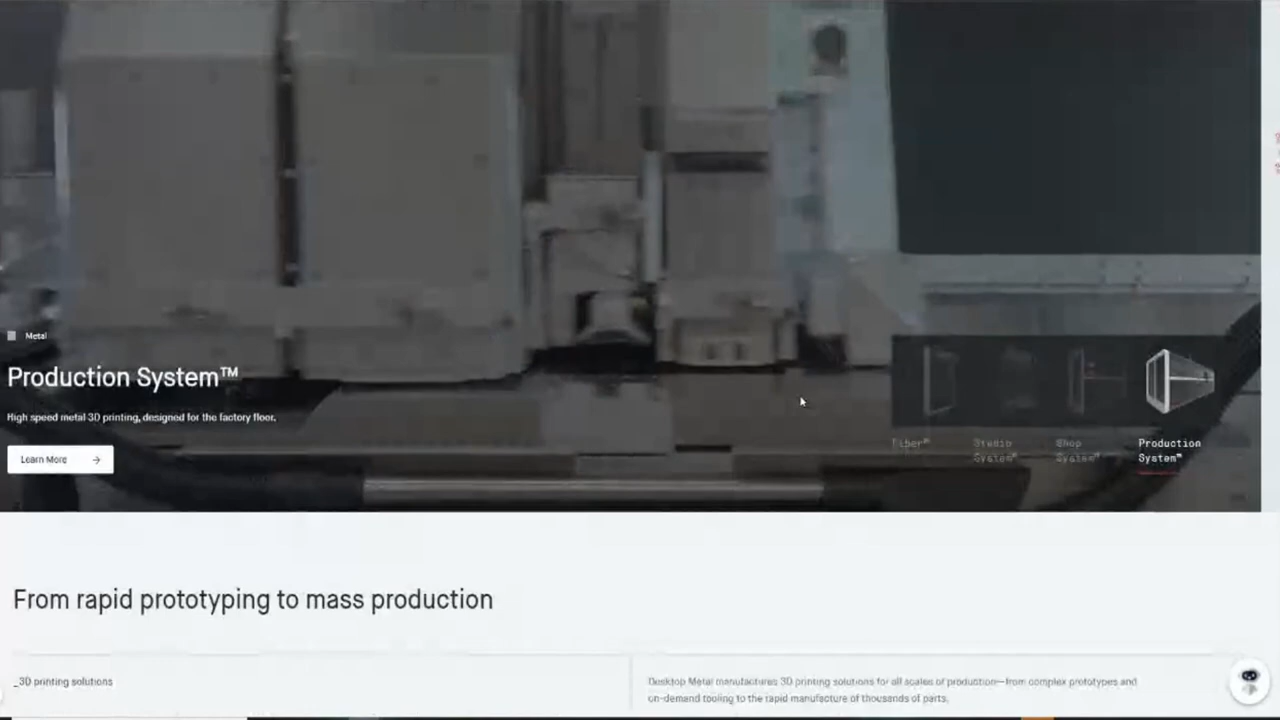 Metal
Production System™
High speed metal 3D printing, designed for the factory floor.
Learn More →
Fiber™
Studio
System™
Shop
System™
Production
System™
From rapid prototyping to mass production
_3D printing solutions
Desktop Metal manufactures 3D printing solutions for all scales of production—from complex prototypes and
on-demand tooling to the rapid manufacture of thousands of parts.